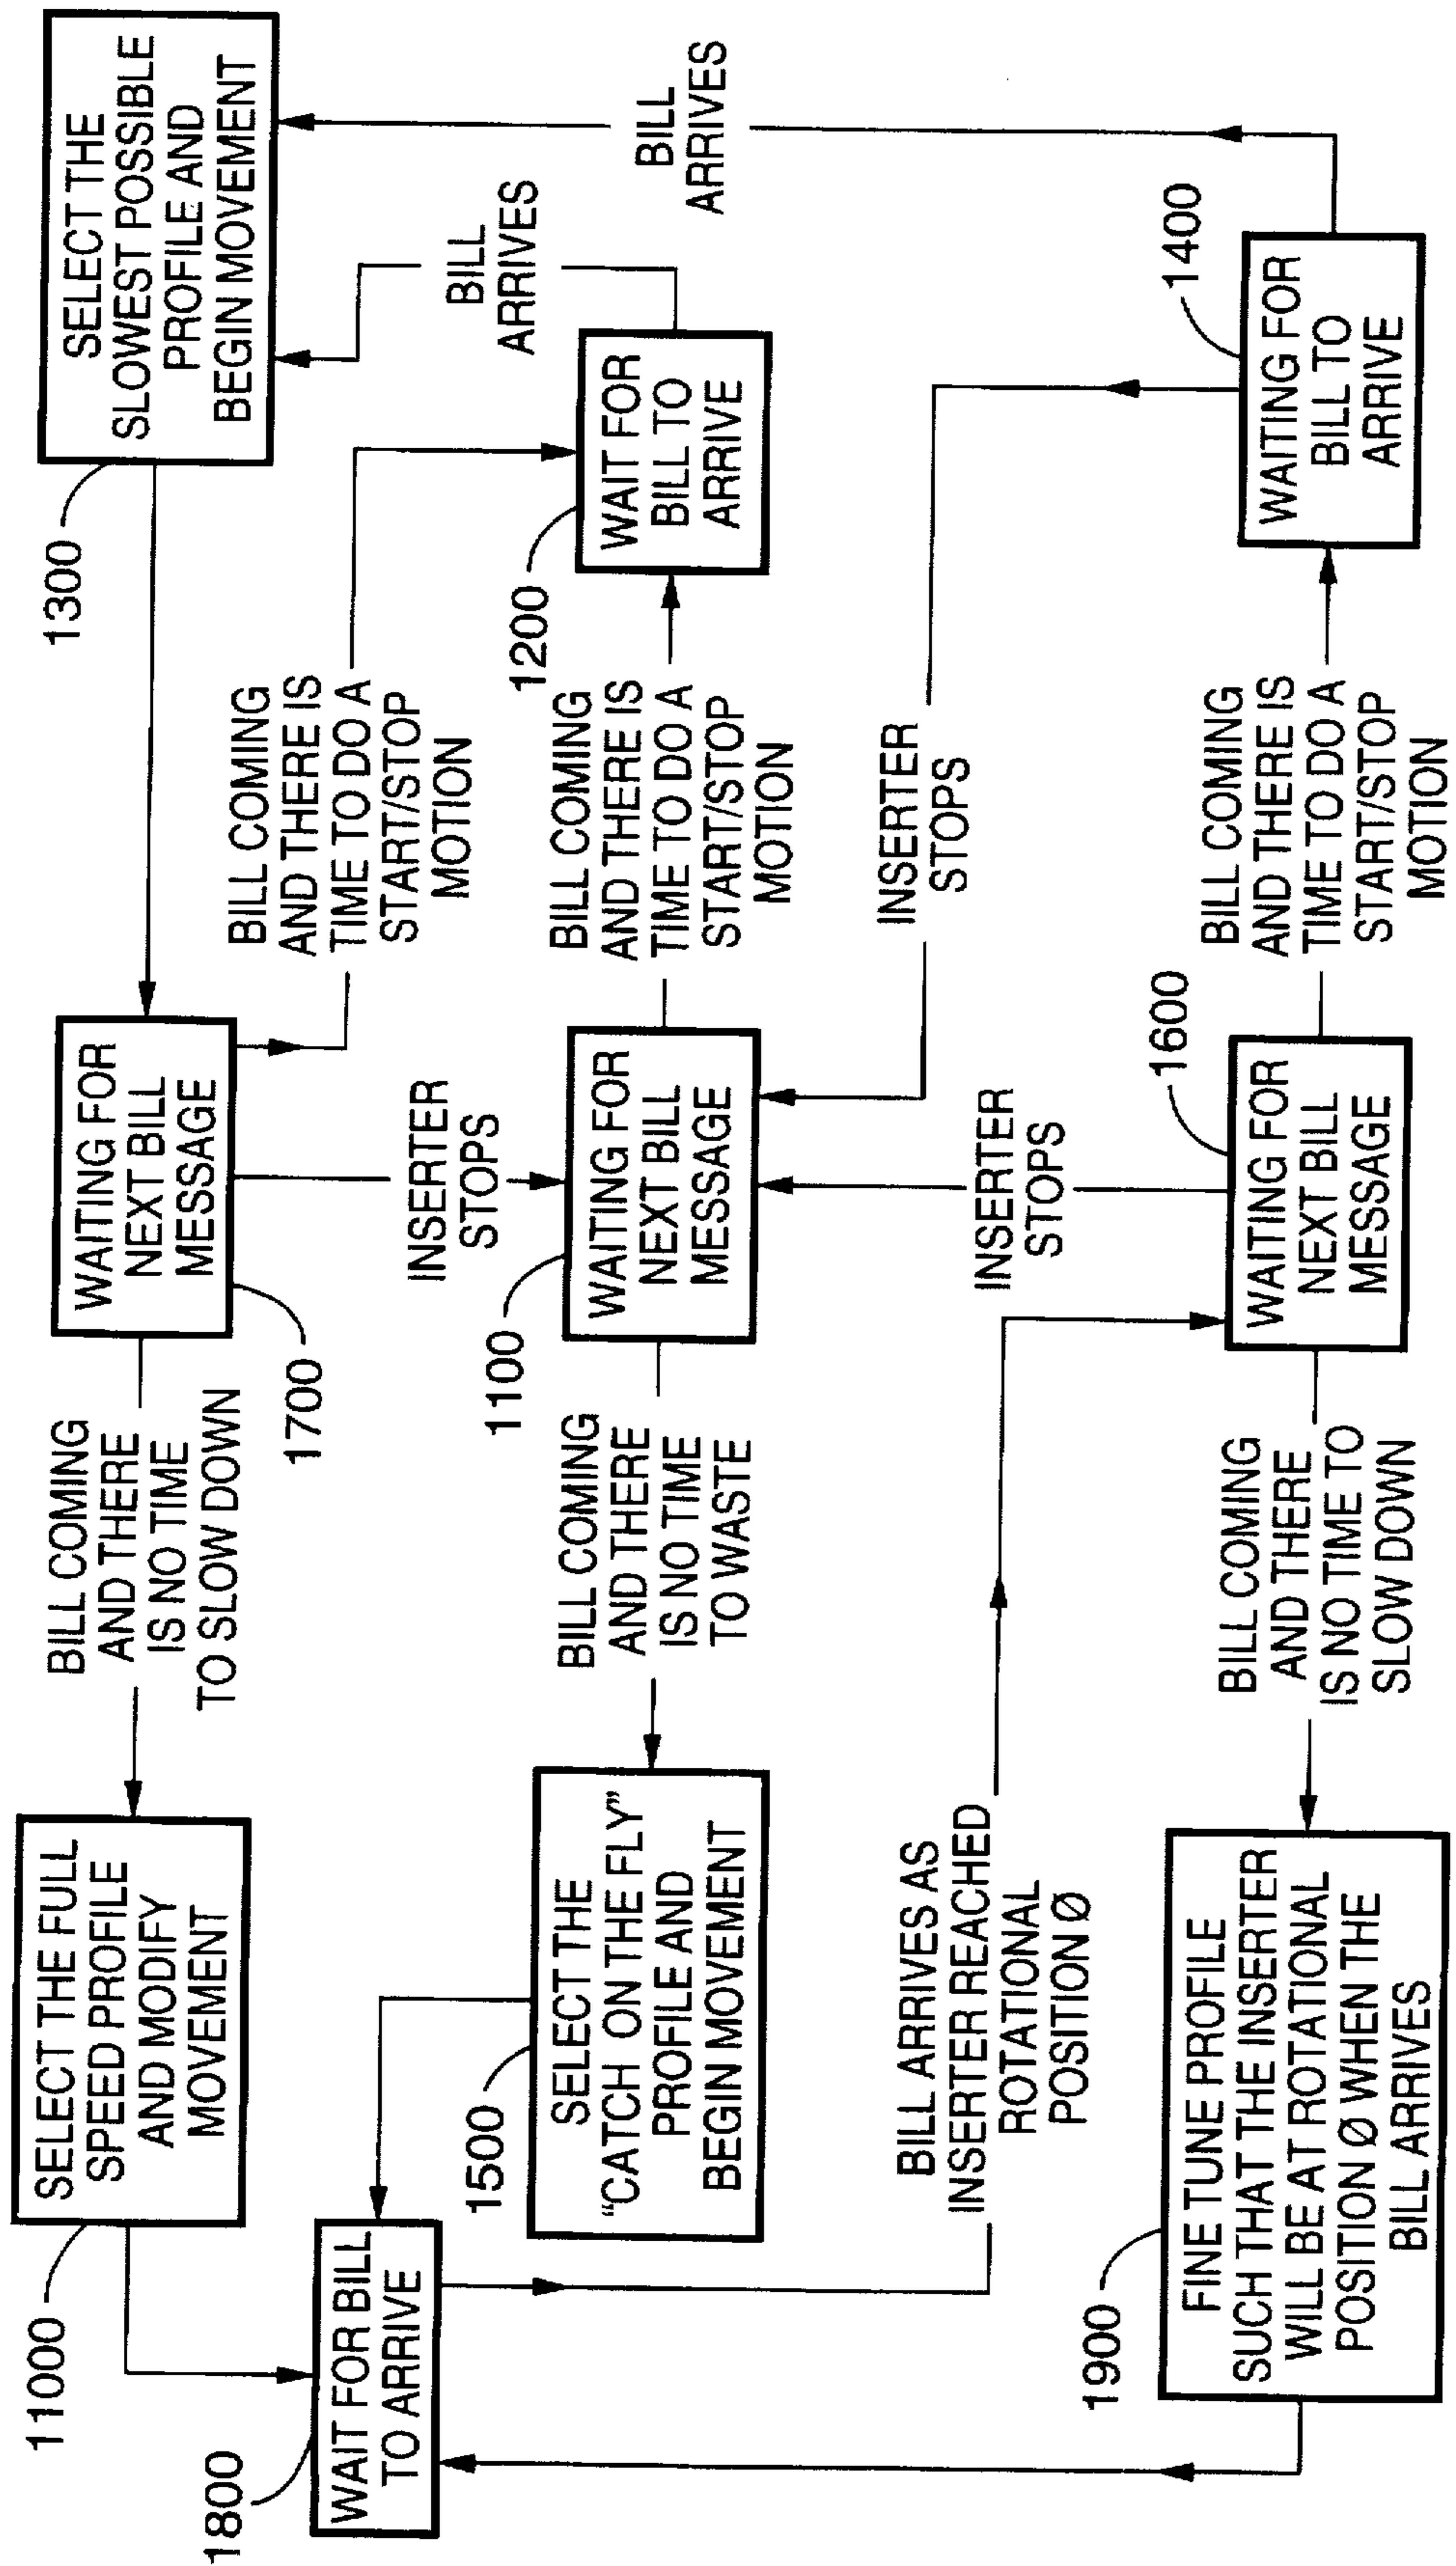 11000
SELECT THE FULL
SPEED PROFILE
AND MODIFY
MOVEMENT
BILL COMING
AND THERE
IS NO TIME
TO SLOW DOWN
WAITING FOR
NEXT BILL
MESSAGE
1700
1300
SELECT THE
SLOWEST POSSIBLE
PROFILE AND
BEGIN MOVEMENT
BILL COMING
AND THERE IS
TIME TO DO A
START/STOP
MOTION
BILL
ARRIVES
1800
WAIT FOR BILL
TO ARRIVE
INSERTER
STOPS
1500
SELECT THE
“CATCH ON THE FLY”
PROFILE AND
BEGIN MOVEMENT
BILL COMING
AND THERE
IS NO TIME
TO WASTE
1100
WAITING FOR
NEXT BILL
MESSAGE
BILL COMING
AND THERE IS
TIME TO DO A
START/STOP
MOTION
1200
WAIT FOR
BILL TO
ARRIVE
BILL
ARRIVES
BILL ARRIVES AS
INSERTER REACHED
ROTATIONAL
POSITION Ø
INSERTER
STOPS
INSERTER
STOPS
1900
FINE TUNE PROFILE
SUCH THAT THE INSERTER
WILL BE AT ROTATIONAL
POSITION Ø WHEN THE
BILL ARRIVES
BILL COMING
AND THERE
IS NO TIME TO
SLOW DOWN
1600
WAITING FOR
NEXT BILL
MESSAGE
BILL COMING
AND THERE IS
TIME TO DO A
START/STOP
MOTION
1400
WAITING FOR
BILL TO
ARRIVE